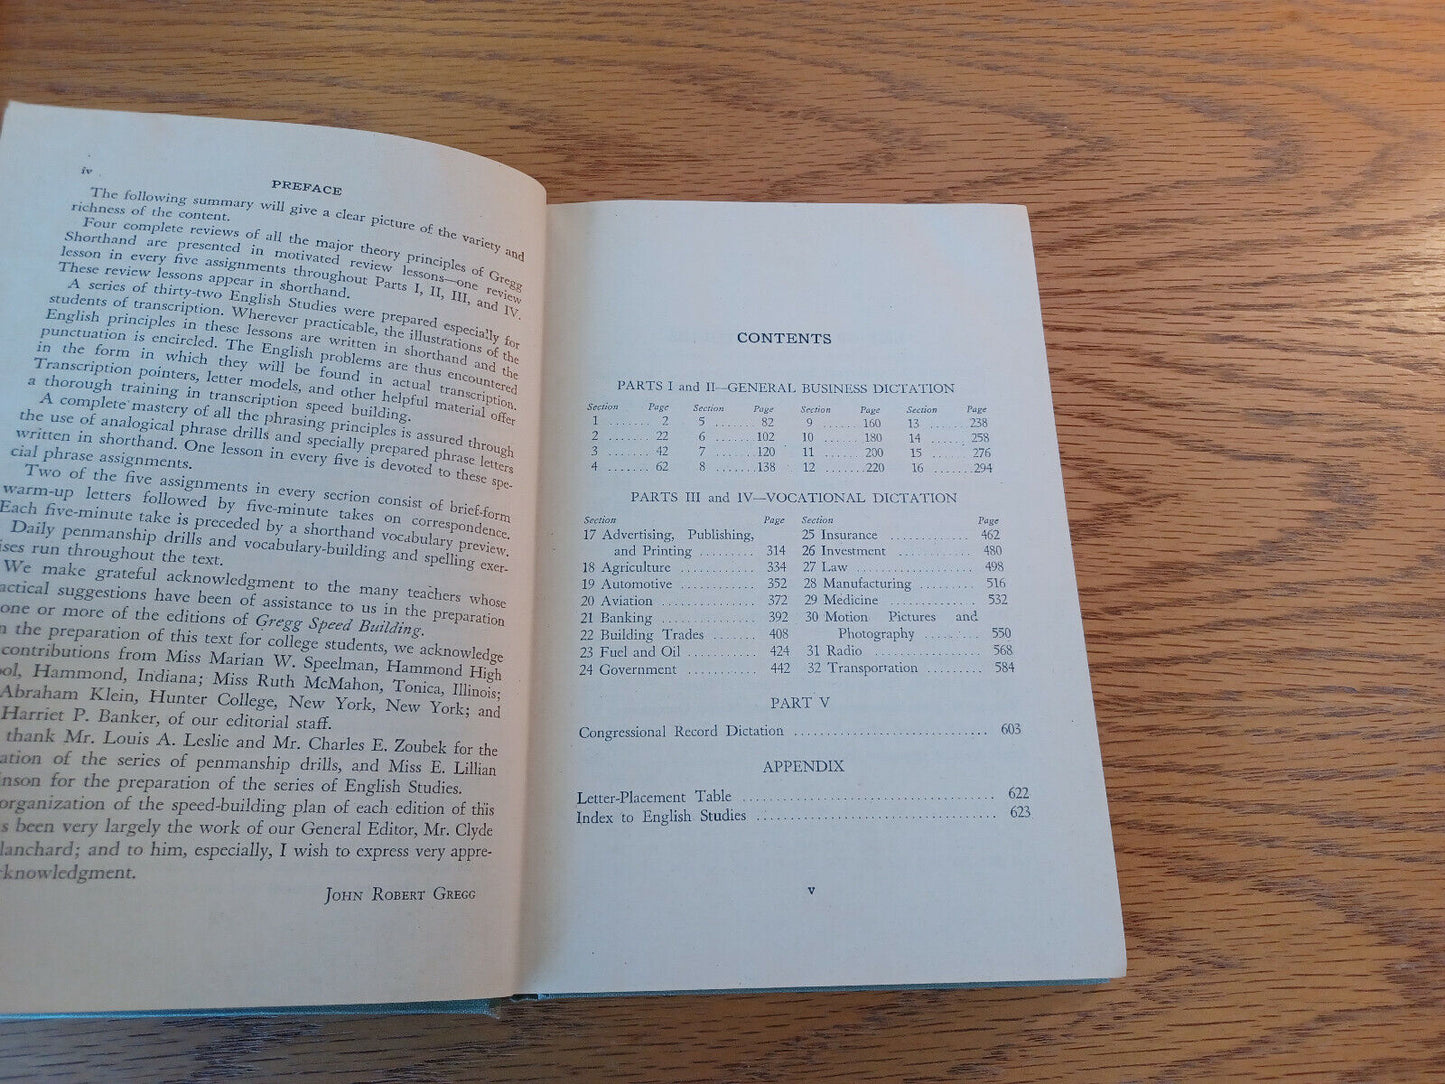 iv
PREFACE
The following summary will give a clear picture of the variety and
richness of the content.
Four complete reviews of all the major theory principles of Gregg
Shorthand are presented in motivated review lessons—one review
lesson in every five assignments throughout Parts I, II, III, and IV.
These review lessons appear in shorthand.
A series of thirty-two English Studies were prepared especially for
students of transcription. Wherever practicable, the illustrations of the
English principles in these lessons are written in shorthand and the
punctuation is encircled. The English problems are thus encountered
in the form in which they will be found in actual transcription.
Transcription pointers, letter models, and other helpful material offer
a thorough training in transcription speed building.
A complete mastery of all the phrasing principles is assured through
the use of analogical phrase drills and specially prepared phrase letters
written in shorthand. One lesson in every five is devoted to these spe-
cial phrase assignments.
Two of the five assignments in every section consist of brief-form
warm-up letters followed by five-minute takes on correspondence.
Each five-minute take is preceded by a shorthand vocabulary preview.
Daily penmanship drills and vocabulary-building and spelling exer-
ises run throughout the text.
We make grateful acknowledgment to the many teachers whose
actical suggestions have been of assistance to us in the preparation
one or more of the editions of Gregg Speed Building.
n the preparation of this text for college students, we acknowledge
contributions from Miss Marian W. Speelman, Hammond High
ool, Hammond, Indiana; Miss Ruth McMahon, Tonica, Illinois;
Abraham Klein, Hunter College, New York, New York; and
Harriet P. Banker, of our editorial staff.
thank Mr. Louis A. Leslie and Mr. Charles E. Zoubek for the
ation of the series of penmanship drills, and Miss E. Lillian
inson for the preparation of the series of English Studies.
organization of the speed-building plan of each edition of this
s been very largely the work of our General Editor, Mr. Clyde
lanchard; and to him, especially, I wish to express very appre-
cknowledgment.
JOHN ROBERT GREGG
CONTENTS
PARTS I and II—GENERAL BUSINESS DICTATION
Section Page Section Page Section Page Section Page
1 ....... 2 5 ...... 82 9 ...... 160 13 ...... 238
2 ....... 22 6 ...... 102 10 ...... 180 14 ...... 258
3 ....... 42 7 ...... 120 11 ...... 200 15 ...... 276
4 ....... 62 8 ...... 138 12 ...... 220 16 ...... 294
PARTS III and IV—VOCATIONAL DICTATION
Section Page Section Page
17 Advertising, Publishing, 25 Insurance ........... 462
and Printing .......... 314 26 Investment .......... 480
18 Agriculture ........... 334 27 Law ................. 498
19 Automotive ............ 352 28 Manufacturing ........ 516
20 Aviation .............. 372 29 Medicine ............. 532
21 Banking ............... 392 30 Motion Pictures and
22 Building Trades ....... 408 Photography ........ 550
23 Fuel and Oil .......... 424 31 Radio ............... 568
24 Government ............ 442 32 Transportation ....... 584
PART V
Congressional Record Dictation ............................. 603
APPENDIX
Letter-Placement Table ..................................... 622
Index to English Studies ................................... 623
v